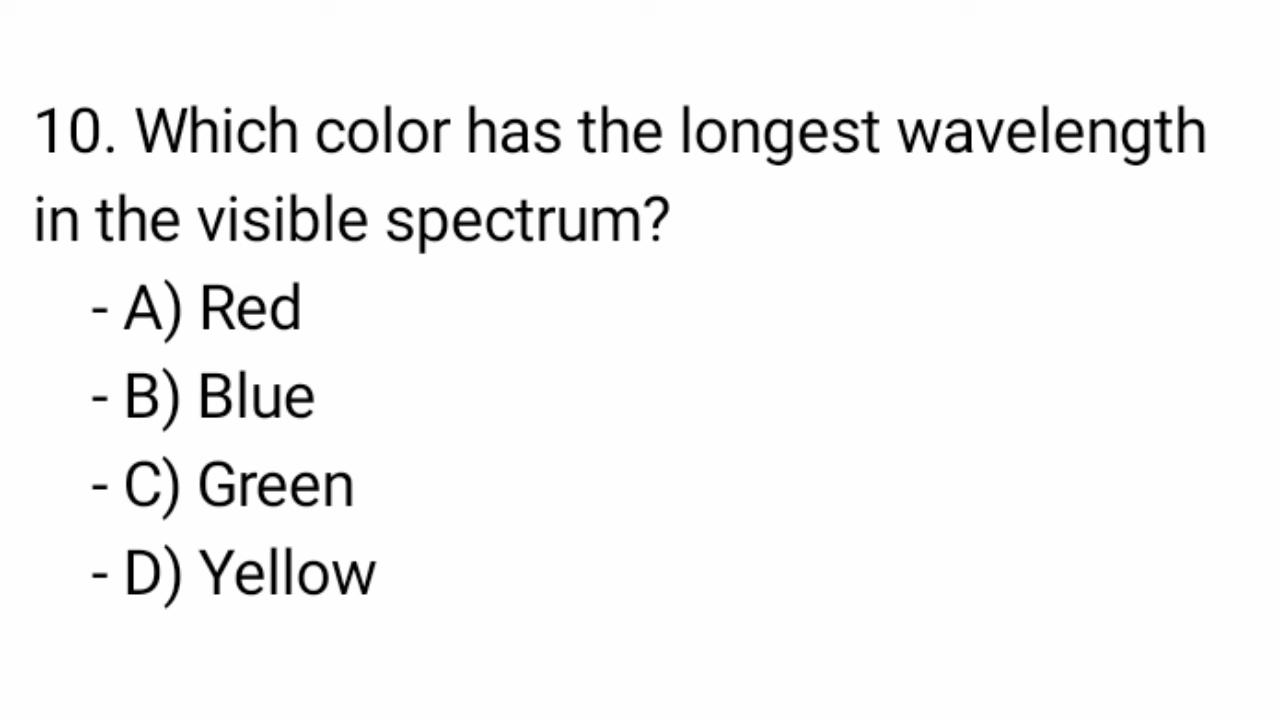 10. Which color has the longest wavelength
in the visible spectrum?
- A) Red
- B) Blue
- C) Green
- D) Yellow